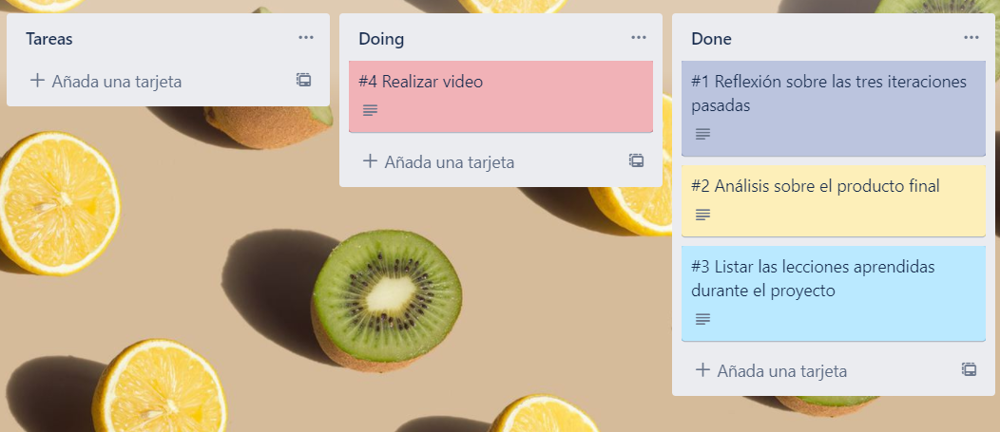 Tareas
Añada una tarjeta
Doing
#4 Realizar video
Añada una tarjeta
Done
#1 Reflexión sobre las tres iteraciones
pasadas
#2 Análisis sobre el producto final
#3 Listar las lecciones aprendidas
durante el proyecto
Añada una tarjeta